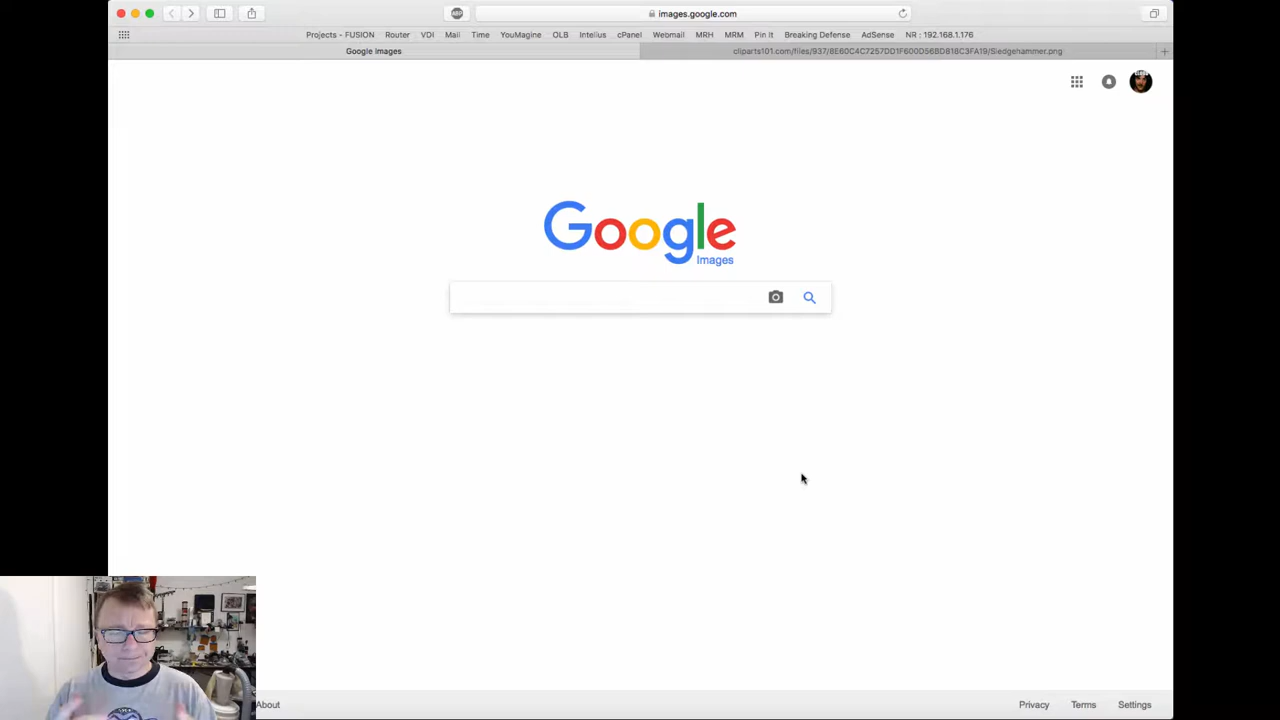 images.google.com
Projects - FUSION Router VDI Mail Time YouMagine OLB Intelius cPanel Webmail MRH MRM Pin It Breaking Defense AdSense NR : 192.168.1.176
Google Images cliparts101.com/files/937/8E60C4C7257DD1F600D56BD818C3FA19/Sledgehammer.png
Google
Images
About Privacy Terms Settings